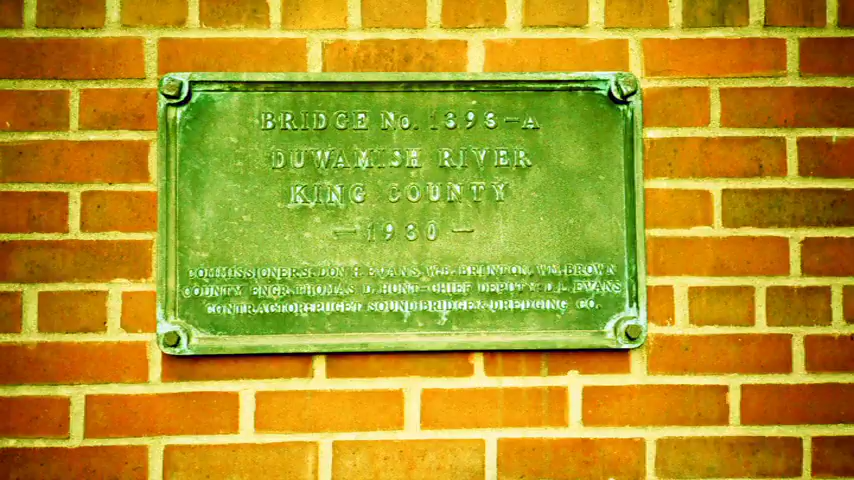 BRIDGE No. 1393-A
DUWAMISH RIVER
KING COUNTY
— 1930 —
COMMISSIONERS: DON H. EVANS, W.B. BRINTON, WM. BROWN
COUNTY ENGR. THOMAS D. HUNT - CHIEF DEPUTY: D.L. EVANS
CONTRACTOR: PUGET SOUND BRIDGE & DREDGING CO.